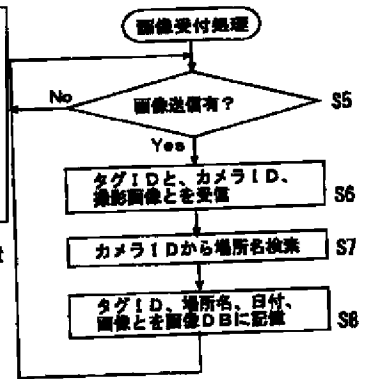 画像受付処理
画像送信有？
S5
No
Yes
タグIDと、カメラID、
撮影画像とを受信
S6
カメラIDから場所名検索
S7
タグID、場所名、日付、
画像とを画像DBに記憶
S8